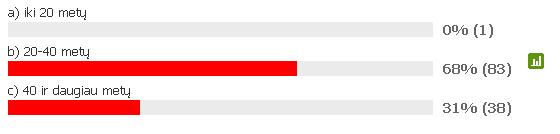 a) iki 20 metų
0% (1)
b) 20-40 metų
68% (83)
c) 40 ir daugiau metų
31% (38)